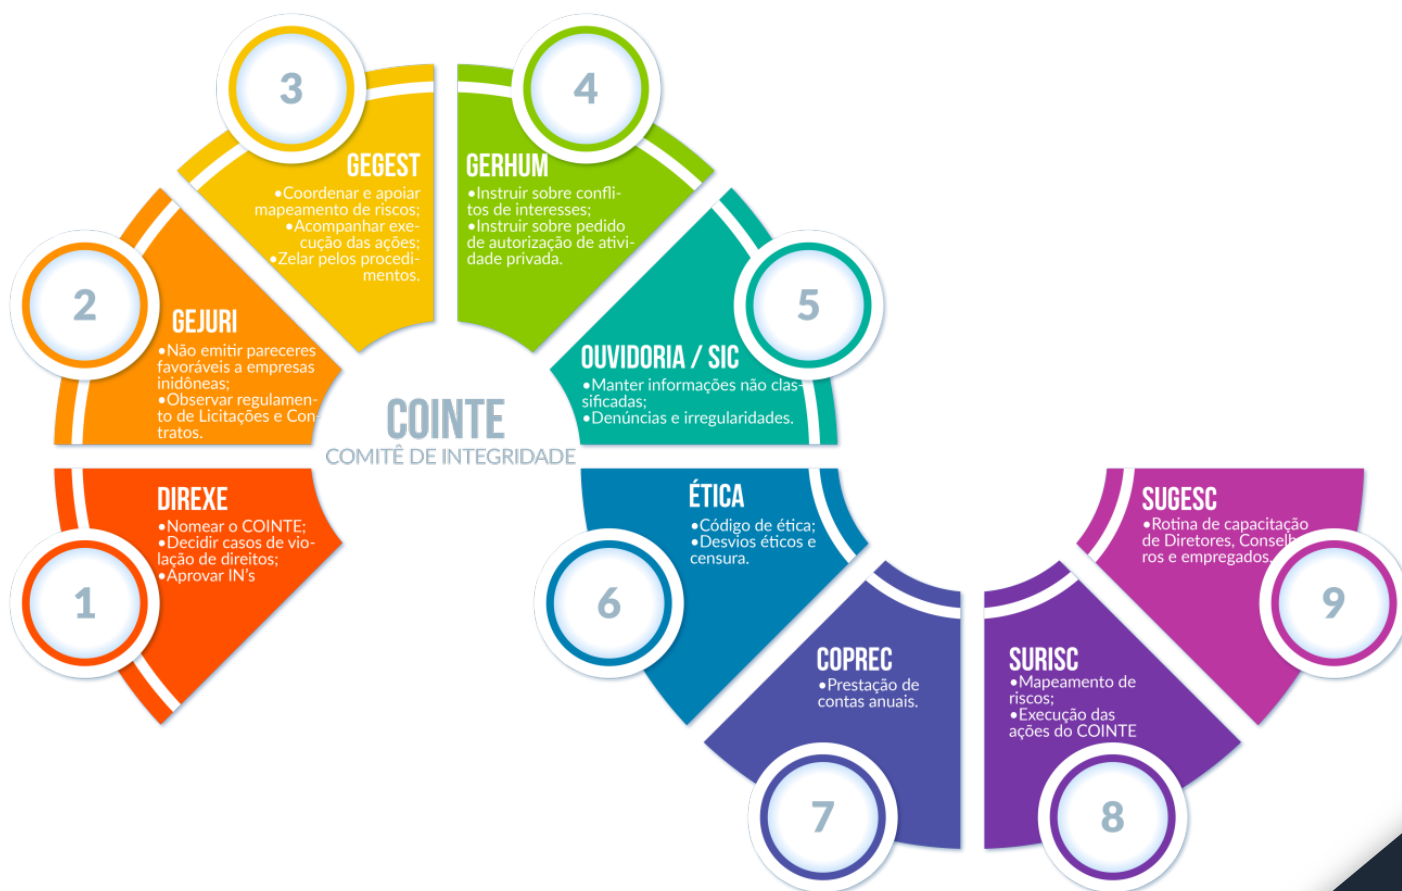 1
DIREXE
•Nomear o COINTE;
•Decidir casos de vio-
lação de direitos;
•Aprovar IN's
2
GEJURI
•Não emitir pareceres
favoráveis a empresas
inidôneas;
•Observar regulamen-
to de Licitações e Con-
tratos.
3
GEGEST
•Coordenar e apoiar
mapeamento de riscos;
•Acompanhar exe-
cução das ações;
•Zelar pelos procedi-
mentos.
4
GERHUM
•Instruir sobre confli-
tos de interesses;
•Instruir sobre pedido
de autorização de ativi-
dade privada.
5
OUVIDORIA / SIC
•Manter informações não clas-
sificadas;
•Denúncias e irregularidades.
COINTE
COMITÊ DE INTEGRIDADE
6
ÉTICA
•Código de ética;
•Desvios éticos e
censura.
7
COPREC
•Prestação de
contas anuais.
8
SURISC
•Mapeamento de
riscos;
•Execução das
ações do COINTE
9
SUGESC
•Rotina de capacitação
de Diretores,
ros e empregados.